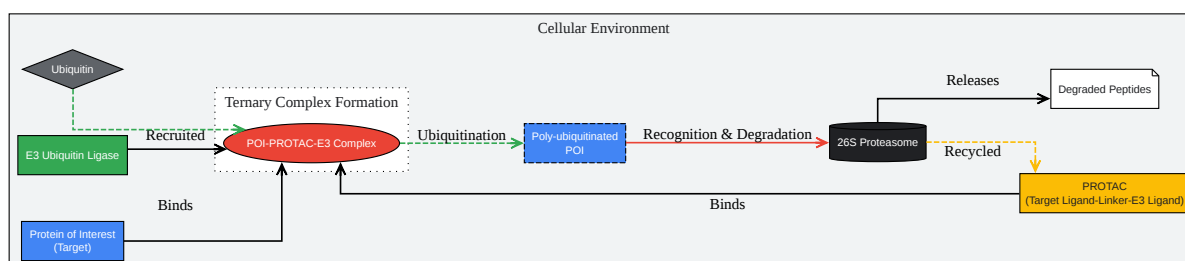 Cellular Environment
Ubiquitin
Releases
Degraded Peptides
Ternary Complex Formation
Recruited
Ubiquitination
Poly-ubiquitinated
POI
Recognition & Degradation
POI-PROTAC-E3 Complex
26S Proteasome
Recycled
E3 Ubiquitin Ligase
PROTAC
(Target Ligand-Linker-E3 Ligand)
Binds
Binds
Protein of Interest
(Target)